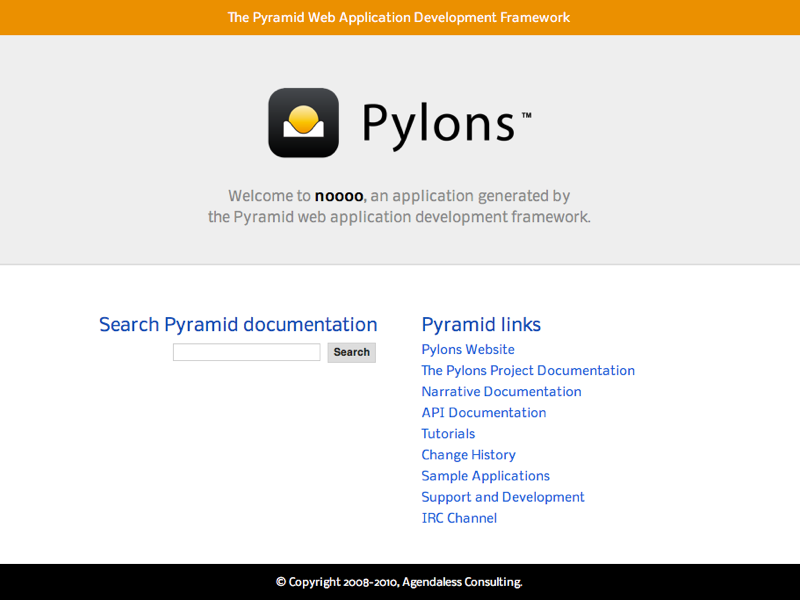 The Pyramid Web Application Development Framework
Pylons™
Welcome to noooo, an application generated by
the Pyramid web application development framework.
Search Pyramid documentation
Search
Pyramid links
Pylons Website
The Pylons Project Documentation
Narrative Documentation
API Documentation
Tutorials
Change History
Sample Applications
Support and Development
IRC Channel
© Copyright 2008-2010, Agendaless Consulting.